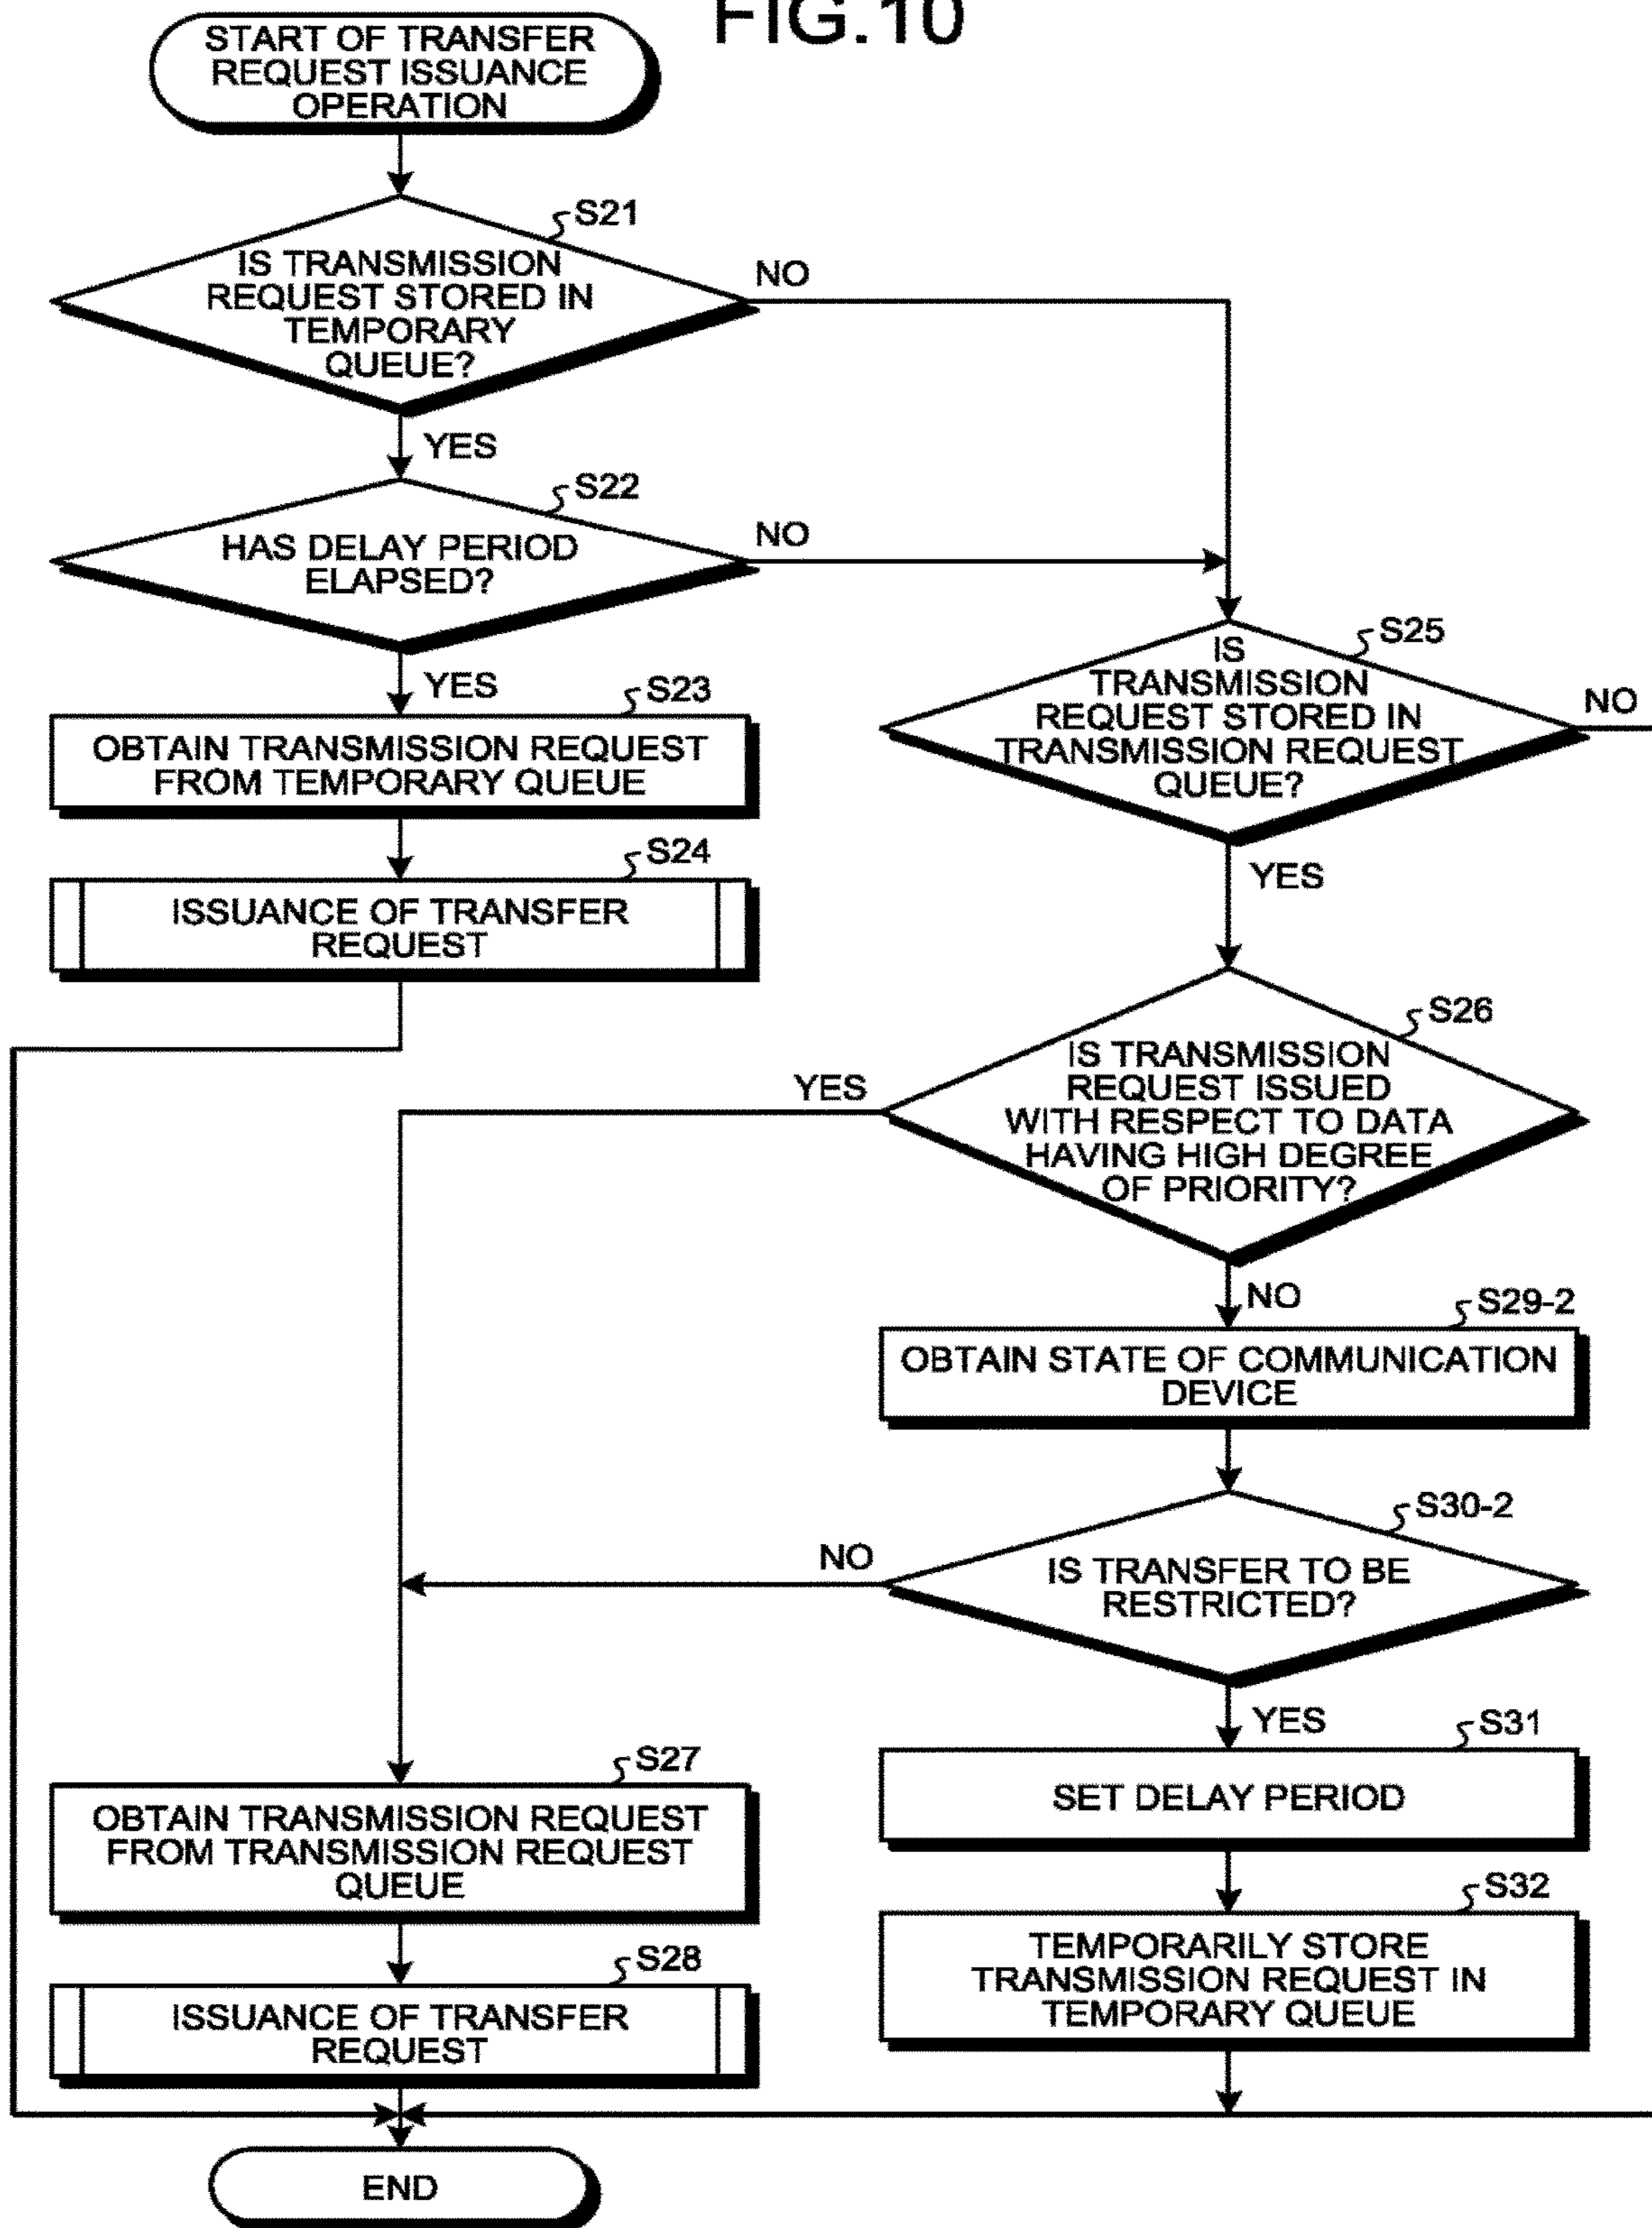 FIG.10
START OF TRANSFER
REQUEST ISSUANCE
OPERATION
S21
IS TRANSMISSION
REQUEST STORED IN
TEMPORARY
QUEUE?
NO
YES
S22
HAS DELAY PERIOD
ELAPSED?
NO
YES
S23
OBTAIN TRANSMISSION REQUEST
FROM TEMPORARY QUEUE
S24
ISSUANCE OF TRANSFER
REQUEST
S25
IS
TRANSMISSION
REQUEST STORED IN
TRANSMISSION REQUEST
QUEUE?
NO
YES
S26
IS TRANSMISSION
REQUEST ISSUED
WITH RESPECT TO DATA
HAVING HIGH DEGREE
OF PRIORITY?
YES
NO
S29-2
OBTAIN STATE OF COMMUNICATION
DEVICE
S30-2
IS TRANSFER TO BE
RESTRICTED?
NO
YES
S31
SET DELAY PERIOD
S32
TEMPORARILY STORE
TRANSMISSION REQUEST IN
TEMPORARY QUEUE
S27
OBTAIN TRANSMISSION REQUEST
FROM TRANSMISSION REQUEST
QUEUE
S28
ISSUANCE OF TRANSFER
REQUEST
END